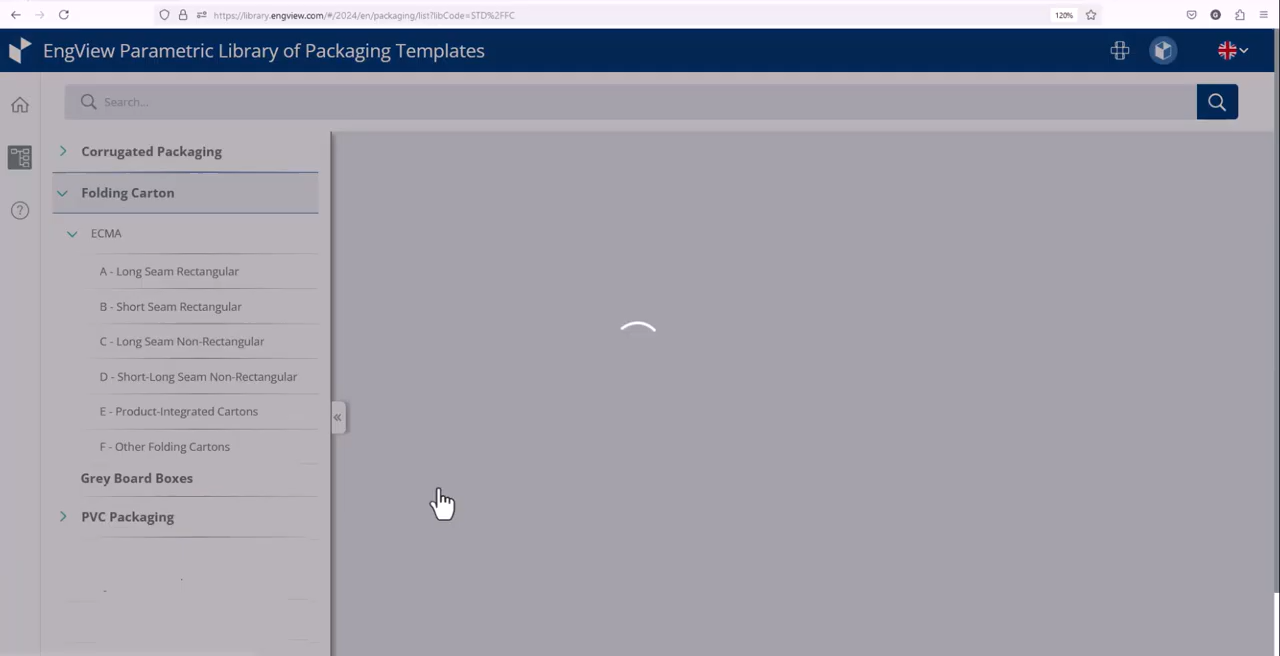 https://library.engview.com/#/2024/en/packaging/list?libCode=STD%2FFC
120%
EngView Parametric Library of Packaging Templates
Search...
Corrugated Packaging
Folding Carton
ECMA
A - Long Seam Rectangular
B - Short Seam Rectangular
C - Long Seam Non-Rectangular
D - Short-Long Seam Non-Rectangular
E - Product-Integrated Cartons
F - Other Folding Cartons
Grey Board Boxes
PVC Packaging